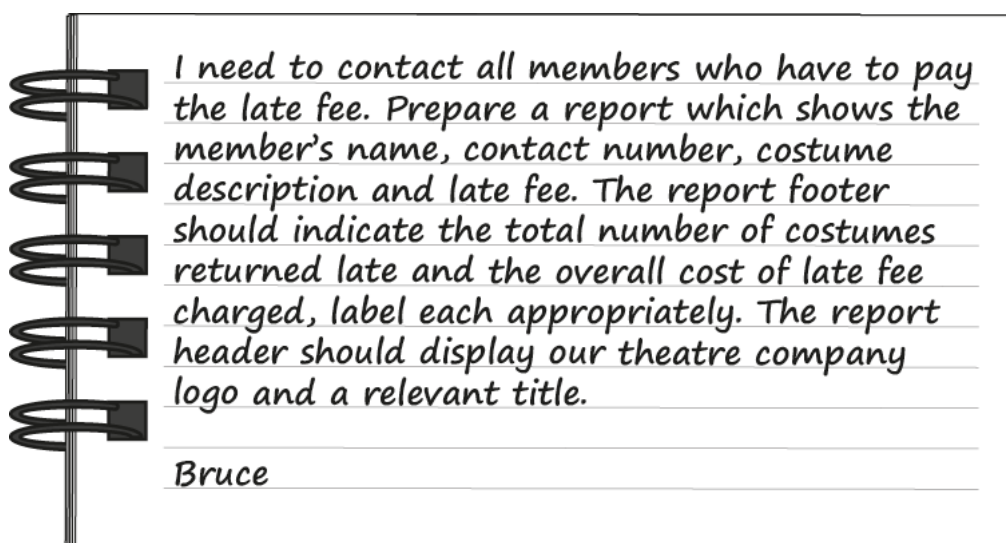 I need to contact all members who have to pay
the late fee. Prepare a report which shows the
member's name, contact number, costume
description and late fee. The report footer
should indicate the total number of costumes
returned late and the overall cost of late fee
charged, label each appropriately. The report
header should display our theatre company
logo and a relevant title.
Bruce